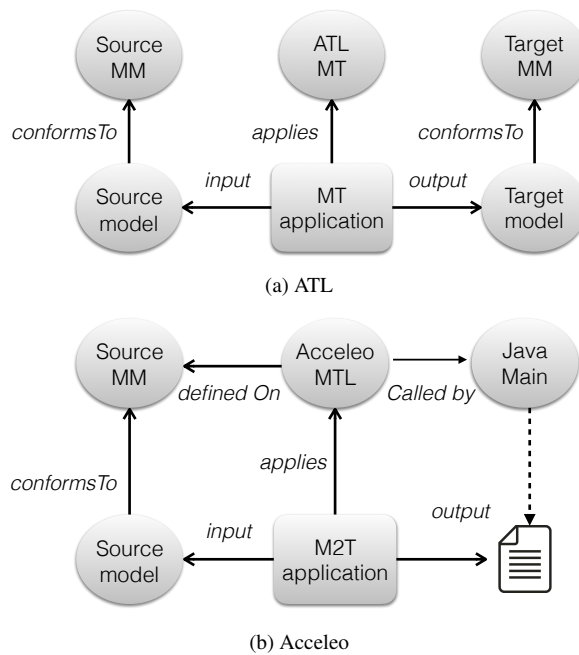 Source
MM
ATL
MT
Target
MM
conformsTo
applies
conformsTo
Source
model
input
MT
application
output
Target
model
(a) ATL
Source
MM
defined On
Acceleo
MTL
Called by
Java
Main
conformsTo
applies
output
Source
model
input
M2T
application
(b) Acceleo